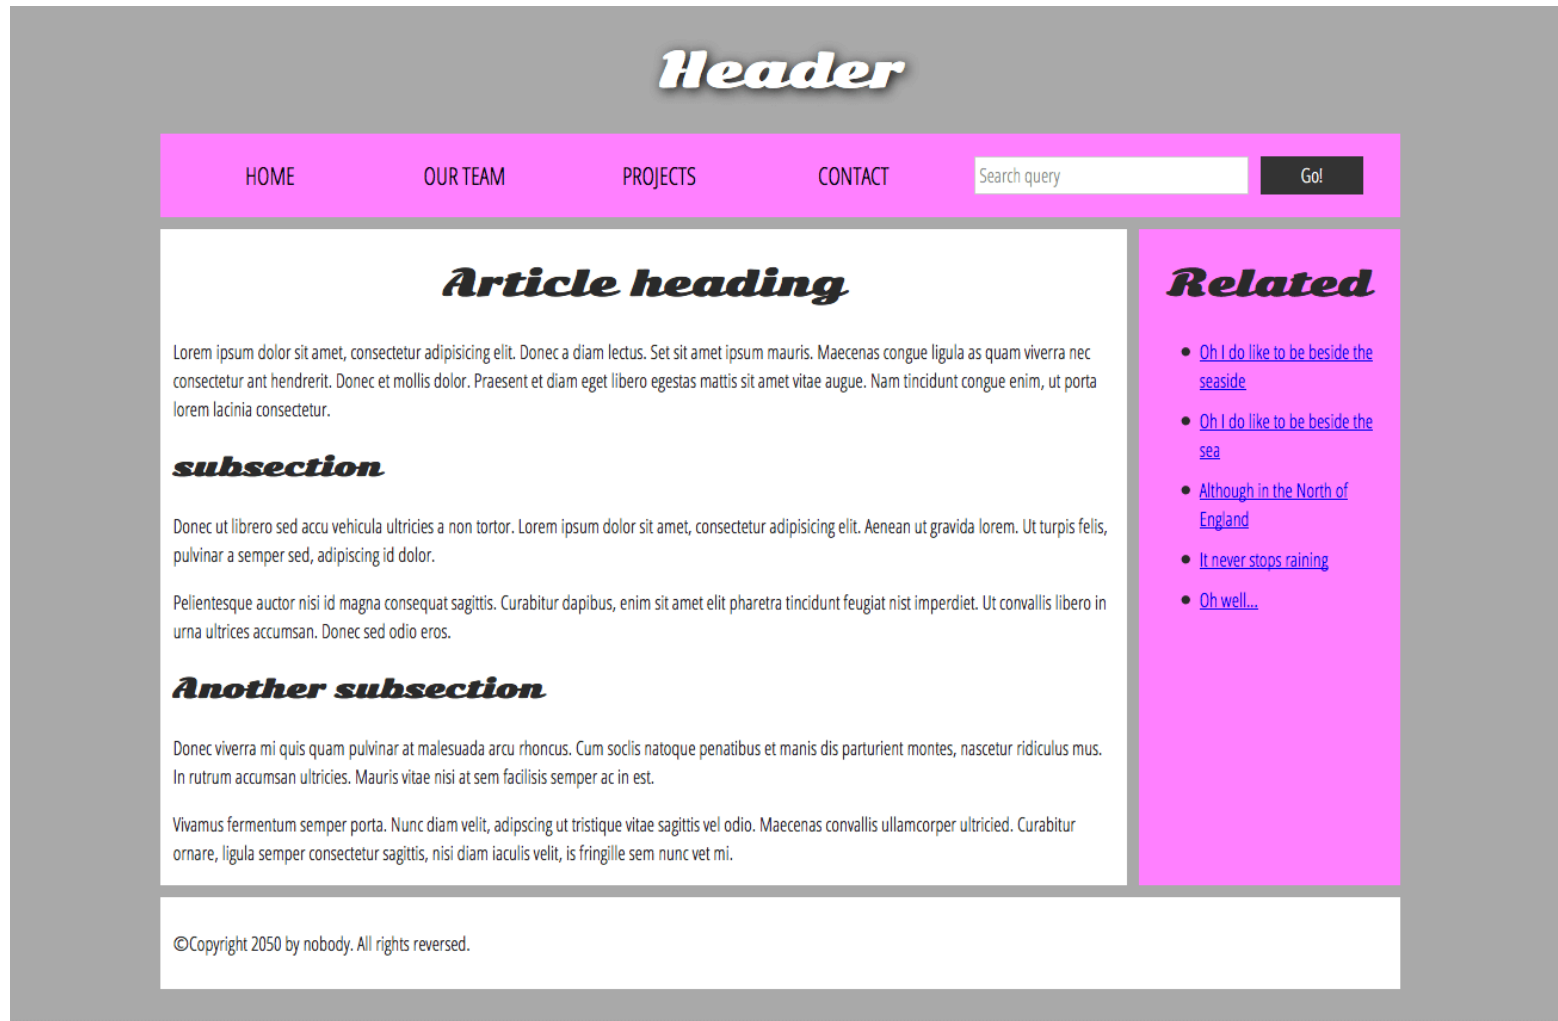 Header
HOME OUR TEAM PROJECTS CONTACT Search query Go!
Article heading
Lorem ipsum dolor sit amet, consectetur adipisicing elit. Donec a diam lectus. Set sit amet ipsum mauris. Maecenas congue ligula as quam viverra nec
consectetur ant hendrerit. Donec et mollis dolor. Praesent et diam eget libero egestas mattis sit amet vitae augue. Nam tincidunt congue enim, ut porta
lorem lacinia consectetur.
subsection
Donec ut librero sed accu vehicula ultricies a non tortor. Lorem ipsum dolor sit amet, consectetur adipisicing elit. Aenean ut gravida lorem. Ut turpis felis,
pulvinar a semper sed, adipiscing id dolor.
Pelientesque auctor nisi id magna consequat sagittis. Curabitur dapibus, enim sit amet elit pharetra tincidunt feugiat nist imperdiet. Ut convallis libero in
urna ultrices accumsan. Donec sed odio eros.
Another subsection
Donec viverra mi quis quam pulvinar at malesuada arcu rhoncus. Cum soclis natoque penatibus et manis dis parturient montes, nascetur ridiculus mus.
In rutrum accumsan ultricies. Mauris vitae nisi at sem facilisis semper ac in est.
Vivamus fermentum semper porta. Nunc diam velit, adipscing ut tristique vitae sagittis vel odio. Maecenas convallis ullamcorper ultricied. Curabitur
ornare, ligula semper consectetur sagittis, nisi diam iaculis velit, is fringille sem nunc vet mi.
Related
Oh I do like to be beside the
seaside
Oh I do like to be beside the
sea
Although in the North of
England
It never stops raining
Oh well...
©Copyright 2050 by nobody. All rights reversed.